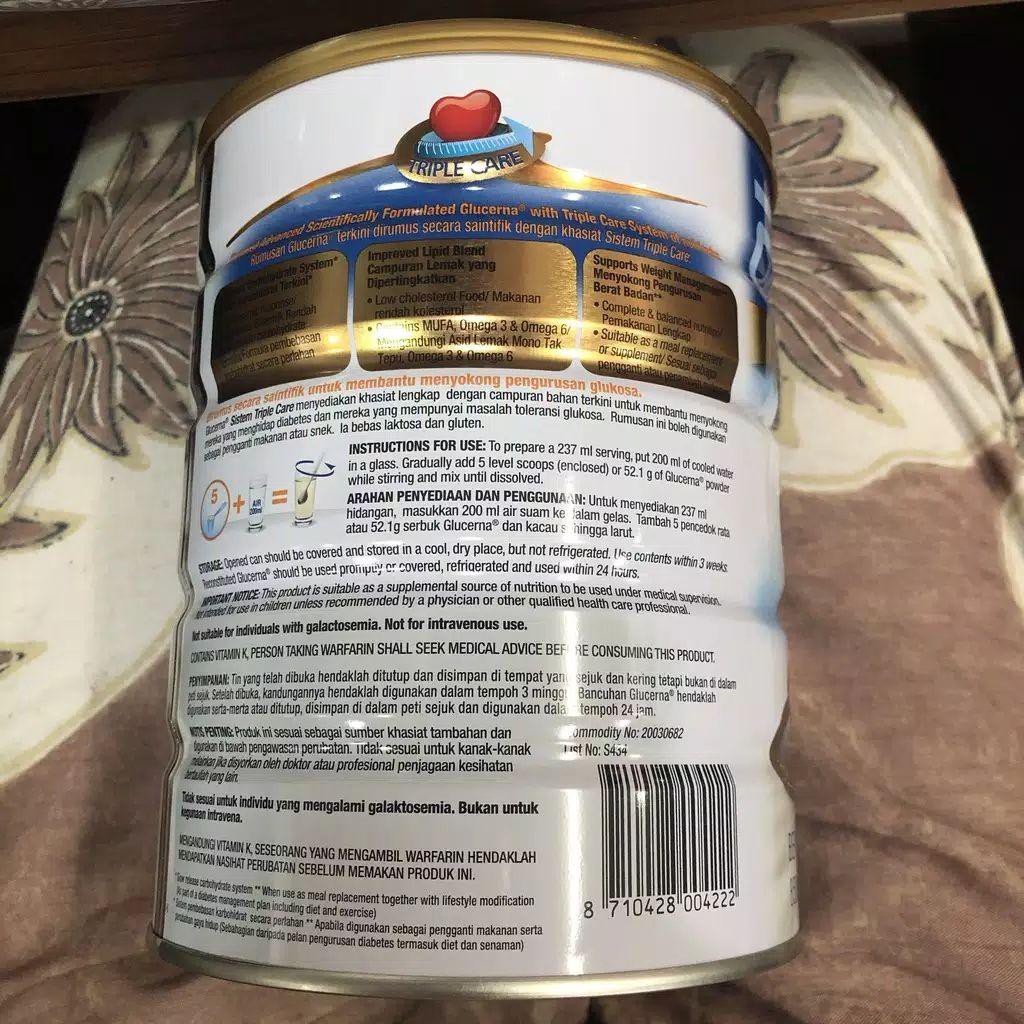 TRIPLE CARE
Advanced Scientifically Formulated Glucerna® with Triple Care System
Rumusan Glucerna® terkini dirumus secara saintifik dengan khasiat Sistem Triple Care
Carbohydrate System*
Terkini*
Rendah
Formula pembebasan
secara perlahan
Improved Lipid Blend
Campuran Lemak yang
Dipertingkatkan
• Low cholesterol Food/ Makanan
rendah kolesterol
• Contains MUFA, Omega 3 & Omega 6/
Mengandungi Asid Lemak Mono Tak
Tepu, Omega 3 & Omega 6
Supports Weight Management**
Menyokong Pengurusan
Berat Badan**
• Complete & balanced nutrition/
Pemakanan Lengkap
• Suitable as a meal replacement
or supplement/ Sesuai sebagai
pengganti atau
Dirumus secara saintifik untuk membantu menyokong pengurusan glukosa.
Glucerna® Sistem Triple Care menyediakan khasiat lengkap dengan campuran bahan terkini untuk membantu menyokong
mereka yang menghidap diabetes dan mereka yang mempunyai masalah toleransi glukosa. Rumusan ini boleh digunakan
sebagai pengganti makanan atau snek. Ia bebas laktosa dan gluten.
5 + AIR 200ml =
INSTRUCTIONS FOR USE: To prepare a 237 ml serving, put 200 ml of cooled water
in a glass. Gradually add 5 level scoops (enclosed) or 52.1 g of Glucerna® powder
while stirring and mix until dissolved.
ARAHAN PENYEDIAAN DAN PENGGUNAAN: Untuk menyediakan 237 ml
hidangan, masukkan 200 ml air suam ke dalam gelas. Tambah 5 pencedok rata
atau 52.1g serbuk Glucerna® dan kacau sehingga larut.
STORAGE: Opened can should be covered and stored in a cool, dry place, but not refrigerated. Use contents within 3 weeks.
Reconstituted Glucerna® should be used promptly or covered, refrigerated and used within 24 hours.
IMPORTANT NOTICE: This product is suitable as a supplemental source of nutrition to be used under medical supervision.
Not intended for use in children unless recommended by a physician or other qualified health care professional.
Not suitable for individuals with galactosemia. Not for intravenous use.
CONTAINS VITAMIN K, PERSON TAKING WARFARIN SHALL SEEK MEDICAL ADVICE BEFORE CONSUMING THIS PRODUCT.
PENYIMPANAN: Tin yang telah dibuka hendaklah ditutup dan disimpan di tempat yang sejuk dan kering tetapi bukan di dalam
peti sejuk. Setelah dibuka, kandungannya hendaklah digunakan dalam tempoh 3 minggu. Bancuhan Glucerna® hendaklah
digunakan serta-merta atau ditutup, disimpan di dalam peti sejuk dan digunakan dalam tempoh 24 jam.
NOTIS PENTING: Produk ini sesuai sebagai sumber khasiat tambahan dan
digunakan di bawah pengawasan perubatan. Tidak sesuai untuk kanak-kanak
melainkan jika disyorkan oleh doktor atau profesional penjagaan kesihatan
bertauliah yang lain.
Commodity No: 20030682
List No: S434
Tidak sesuai untuk individu yang mengalami galaktosemia. Bukan untuk
kegunaan intravena.
MENGANDUNGI VITAMIN K, SESEORANG YANG MENGAMBIL WARFARIN HENDAKLAH
MENDAPATKAN NASIHAT PERUBATAN SEBELUM MEMAKAN PRODUK INI.
* Slow release carbohydrate system ** When use as meal replacement together with lifestyle modification
(As part of a diabetes management plan including diet and exercise)
* Sistem pembebasan karbohidrat secara perlahan ** Apabila digunakan sebagai pengganti makanan serta
perubahan gaya hidup (Sebahagian daripada pelan pengurusan diabetes termasuk diet dan senaman)
8 710428 004222